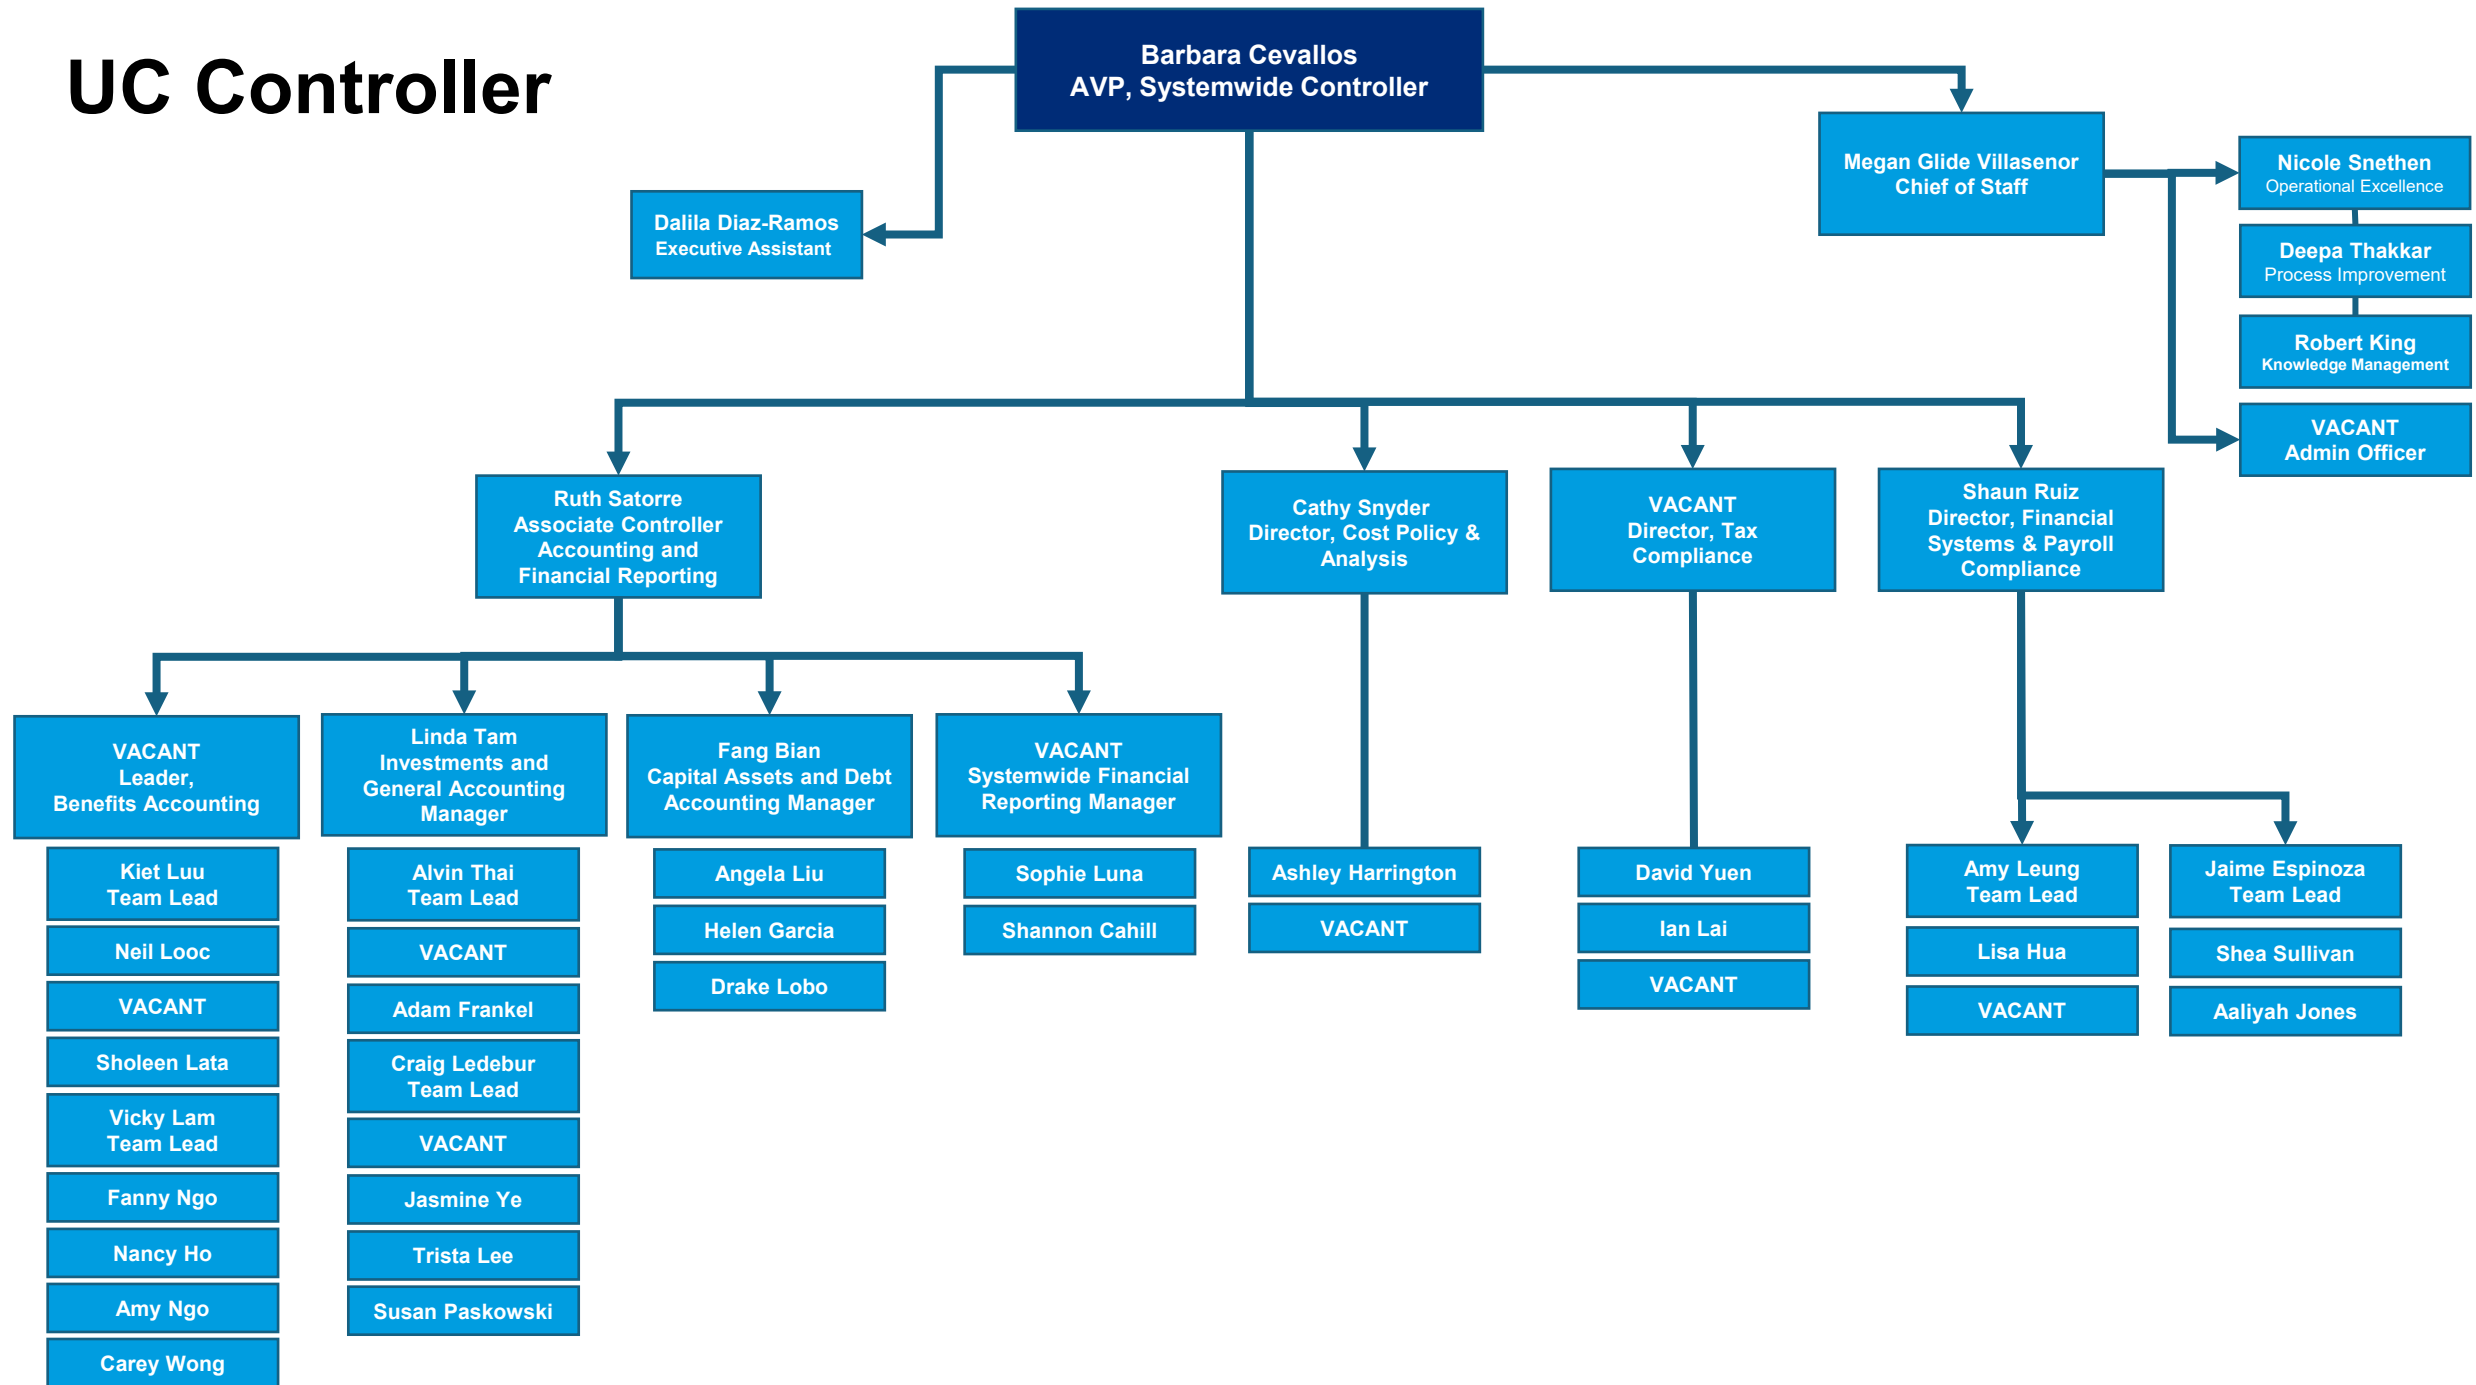 UC Controller
Barbara Cevallos
AVP, Systemwide Controller
Dalila Diaz-Ramos
Executive Assistant
Megan Glide Villasenor
Chief of Staff
Nicole Snethen
Operational Excellence
Deepa Thakkar
Process Improvement
Robert King
Knowledge Management
VACANT
Admin Officer
Ruth Satorre
Associate Controller
Accounting and
Financial Reporting
Cathy Snyder
Director, Cost Policy &
Analysis
VACANT
Director, Tax
Compliance
Shaun Ruiz
Director, Financial
Systems & Payroll
Compliance
VACANT
Leader,
Benefits Accounting
Kiet Luu
Team Lead
Neil Looc
VACANT
Sholeen Lata
Vicky Lam
Team Lead
Fanny Ngo
Nancy Ho
Amy Ngo
Carey Wong
Linda Tam
Investments and
General Accounting
Manager
Alvin Thai
Team Lead
VACANT
Adam Frankel
Craig Ledebur
Team Lead
VACANT
Jasmine Ye
Trista Lee
Susan Paskowski
Fang Bian
Capital Assets and Debt
Accounting Manager
Angela Liu
Helen Garcia
Drake Lobo
VACANT
Systemwide Financial
Reporting Manager
Sophie Luna
Shannon Cahill
Ashley Harrington
VACANT
David Yuen
Ian Lai
VACANT
Amy Leung
Team Lead
Lisa Hua
VACANT
Jaime Espinoza
Team Lead
Shea Sullivan
Aaliyah Jones